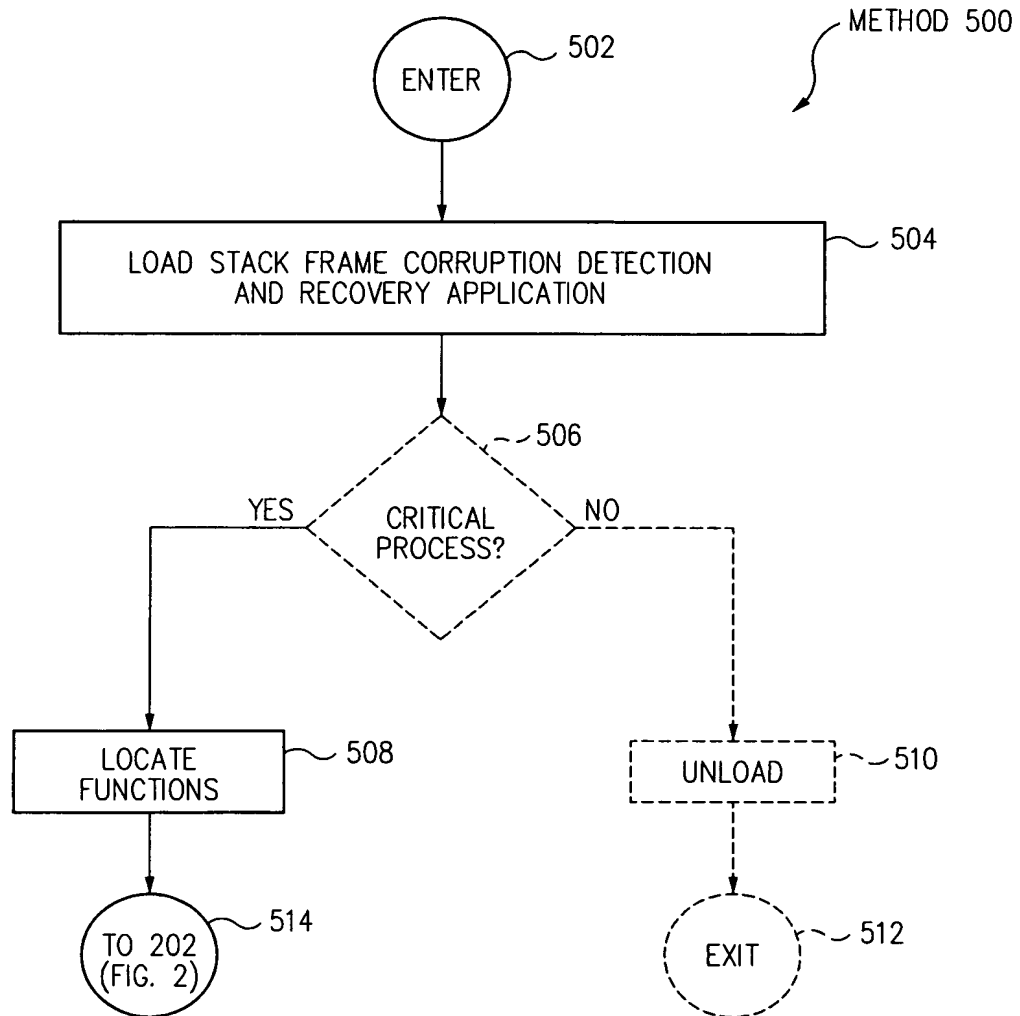 METHOD 500
502
ENTER
504
LOAD STACK FRAME CORRUPTION DETECTION
AND RECOVERY APPLICATION
506
YES
NO
CRITICAL
PROCESS?
LOCATE
FUNCTIONS
508
UNLOAD
510
TO 202
(FIG. 2)
514
EXIT
512